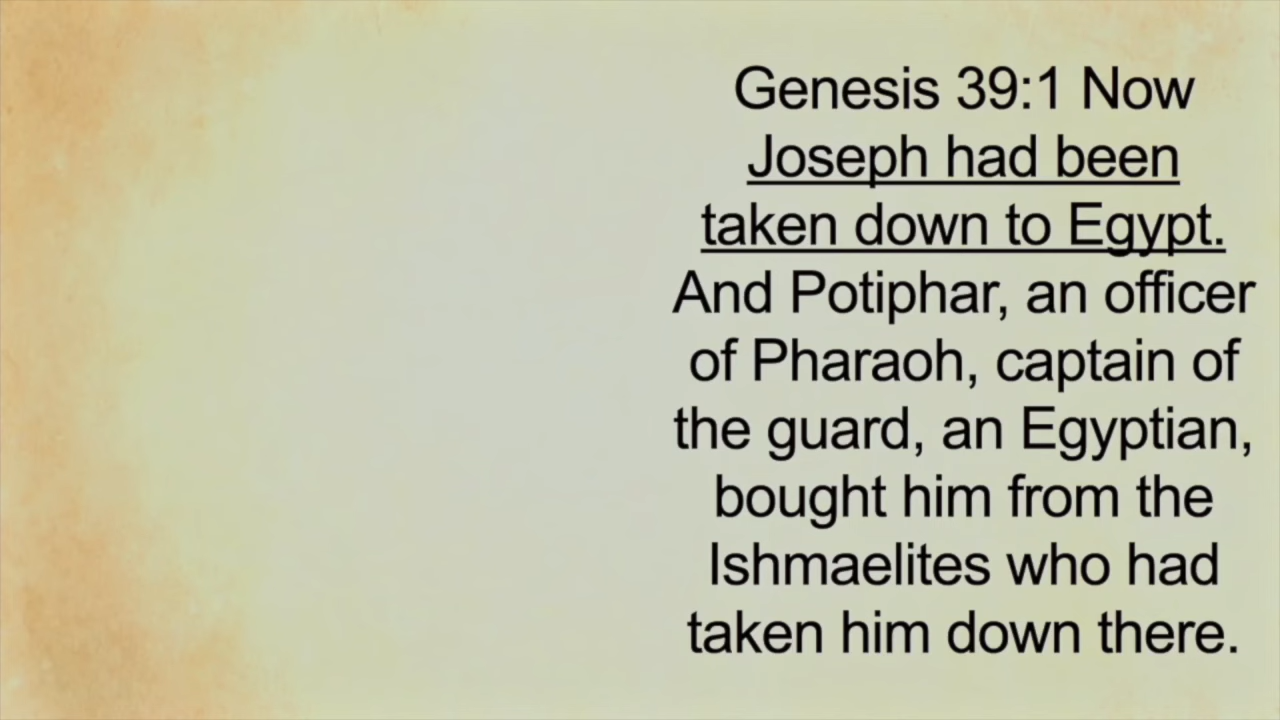 Genesis 39:1 Now
Joseph had been
taken down to Egypt.
And Potiphar, an officer
of Pharaoh, captain of
the guard, an Egyptian,
bought him from the
Ishmaelites who had
taken him down there.